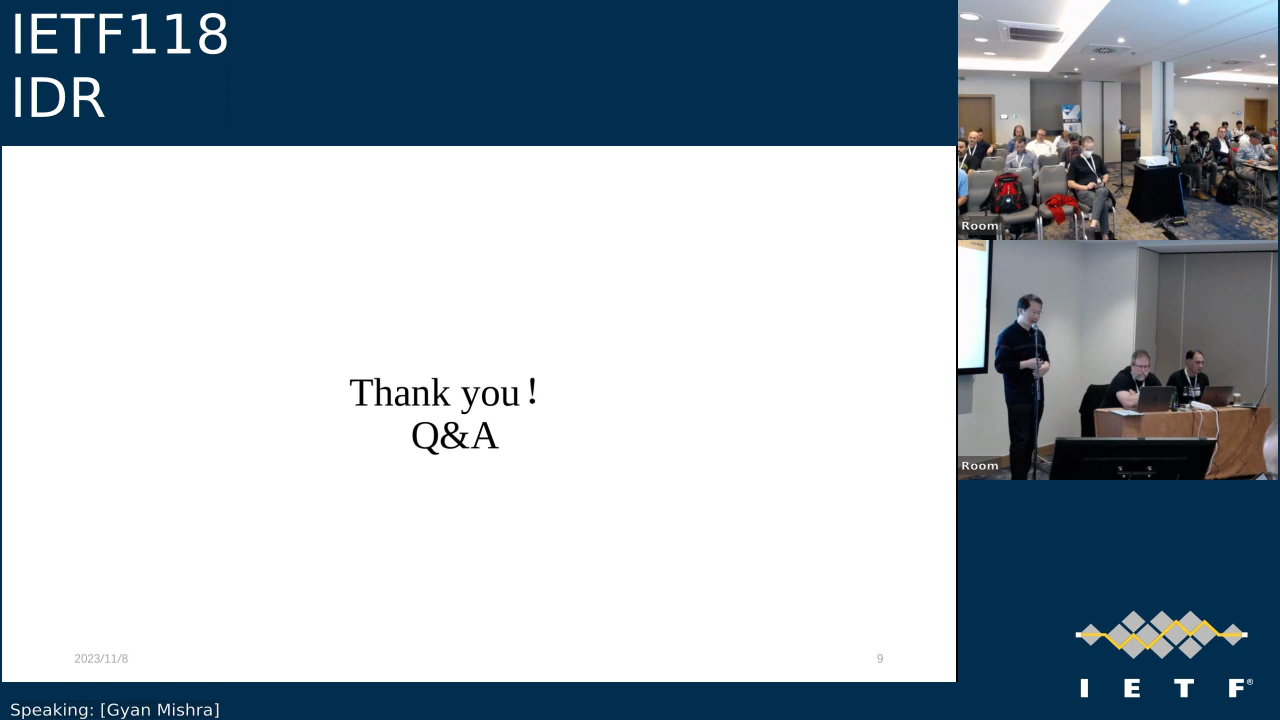 IETF118
IDR
Thank you！
Q&A
2023/11/8
9
Speaking: [Gyan Mishra]
Room
Room
I E T F®